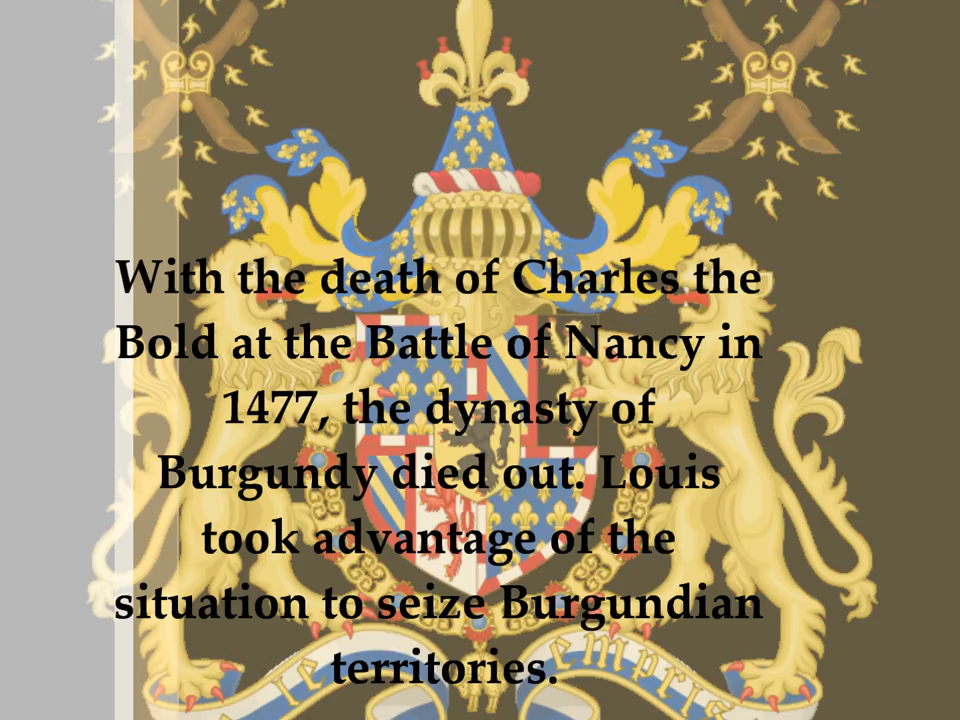 With the death of Charles the
Bold at the Battle of Nancy in
1477, the dynasty of
Burgundy died out. Louis
took advantage of the
situation to seize Burgundian
territories.
empris